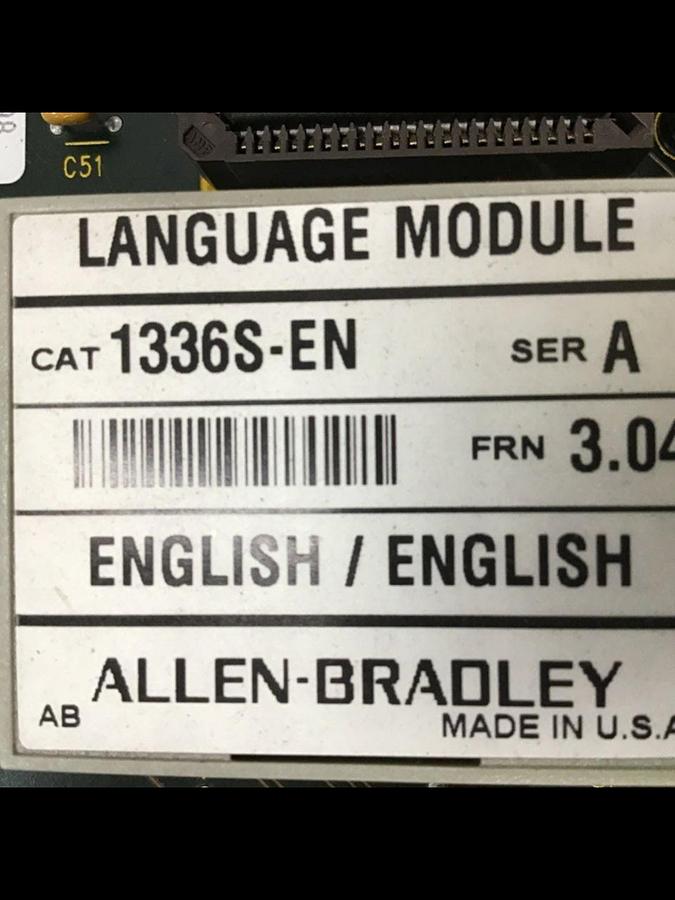 C51
LANGUAGE MODULE
CAT 1336S-EN SER A
FRN 3.04
ENGLISH / ENGLISH
ALLEN-BRADLEY
AB MADE IN U.S.A